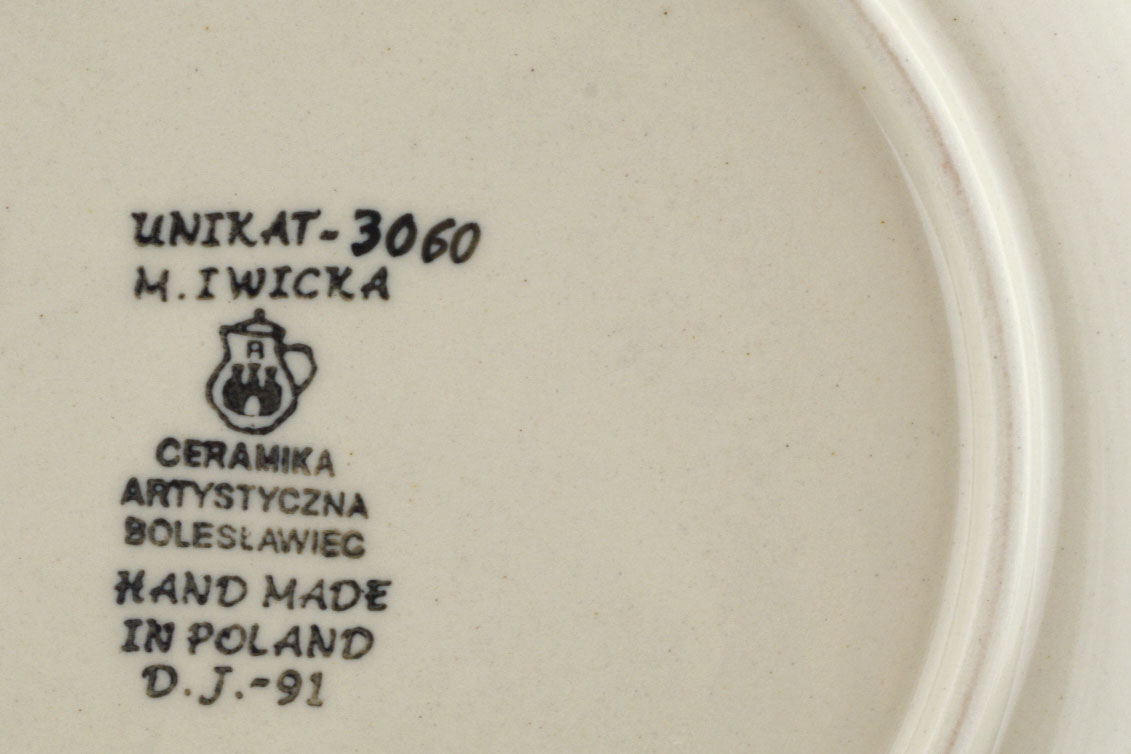 UNIKAT-3060
M. IWICKA
A
CERAMIKA
ARTYSTYCZNA
BOLESŁAWIEC
HAND MADE
IN POLAND
D.J.-91